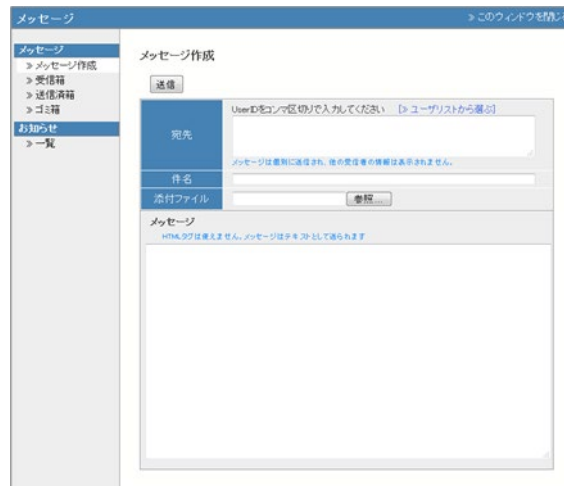 メッセージ
» このウィンドウを閉じ
メッセージ
» メッセージ作成
» 受信箱
» 送信済箱
» ゴミ箱
お知らせ
» 一覧
メッセージ作成
送信
宛先
UserIDをコンマ区切りで入力してください [» ユーザリストから選ぶ]
メッセージは個別に送信され、他の受信者の情報は表示されません。
件名
添付ファイル
参照...
メッセージ
HTMLタグは使えません。メッセージはテキストとして送られます